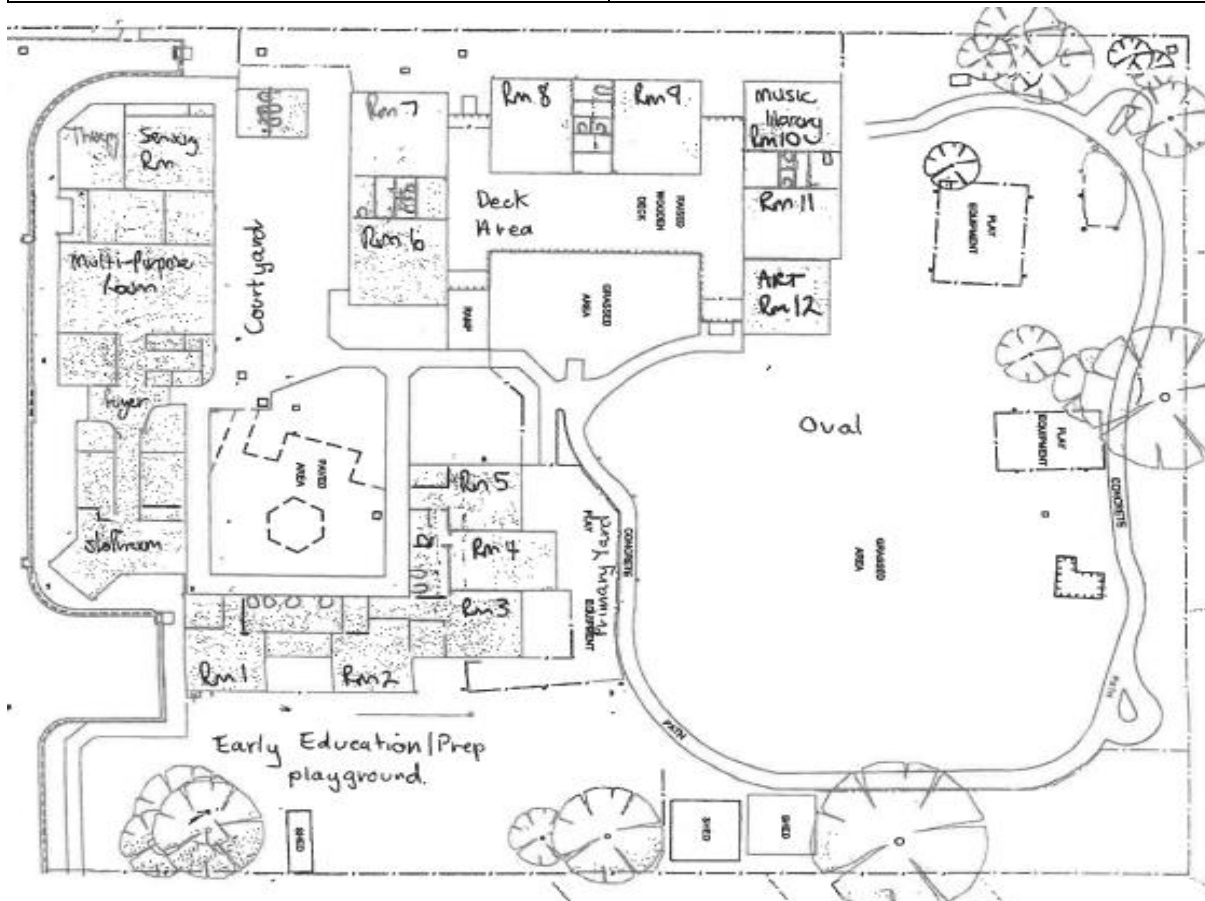 Rm 7
Rm 8
Rm 9
music
library
Rm 10
Therapy
Sensory
Rm
Deck
Area
RAISED
WOODEN
DECK
Rm 11
PLAY
EQUIPMENT
Rm 6
Multi-Purpose
Room
Courtyard
RAMP
GRASSED
AREA
ART
Rm 12
foyer
PAVED
AREA
Oval
PLAY
EQUIPMENT
Rm 5
Rm 4
Rm 3
PLAY
EQUIPMENT
Primary Yard
CONCRETE
GRASSED
AREA
CONCRETE
staffroom
Rm 1
Rm 2
PATH
PATH
Early Education/Prep
playground.
SHED
SHED
SHED